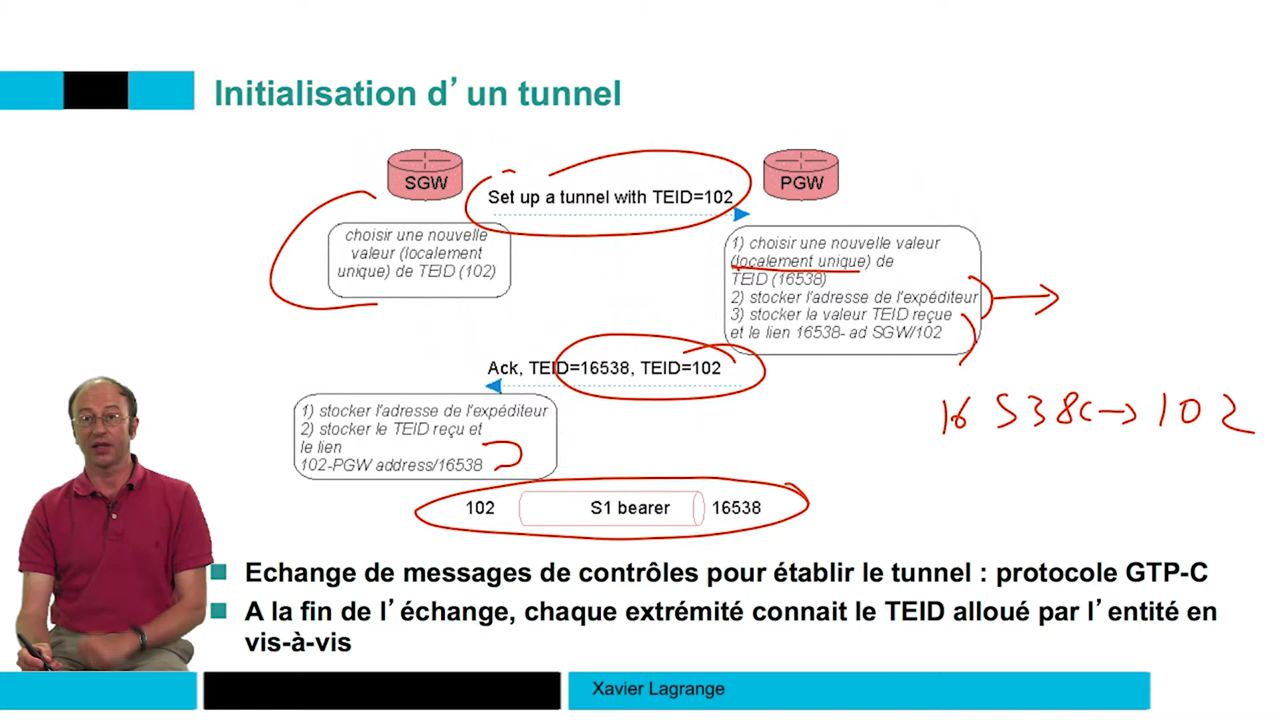 Initialisation d’un tunnel
SGW
PGW
Set up a tunnel with TEID=102
choisir une nouvelle
valeur (localement
unique) de TEID (102)
1) choisir une nouvelle valeur
(localement unique) de
TEID (16538)
2) stocker l'adresse de l'expéditeur
3) stocker la valeur TEID reçue
et le lien 16538- ad SGW/102
Ack, TEID=16538, TEID=102
16538 ↔ 102
1) stocker l'adresse de l'expéditeur
2) stocker le TEID reçu et
le lien
102-PGW address/16538
102 S1 bearer 16538
Echange de messages de contrôles pour établir le tunnel : protocole GTP-C
A la fin de l’échange, chaque extrémité connait le TEID alloué par l’entité en
vis-à-vis
Xavier Lagrange